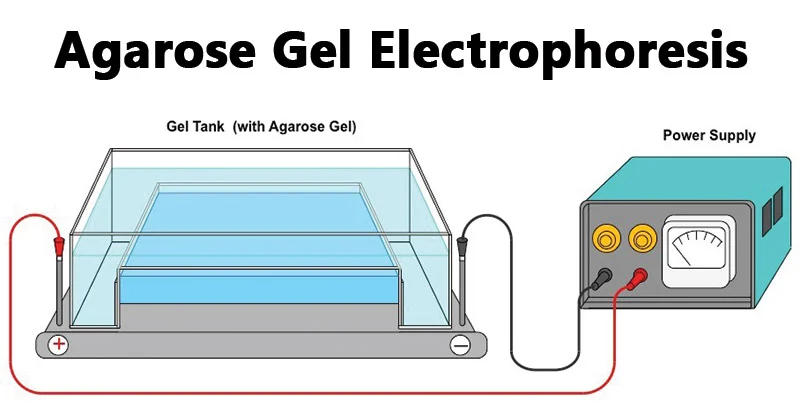 Agarose Gel Electrophoresis
Gel Tank (with Agarose Gel)
Power Supply
+
−